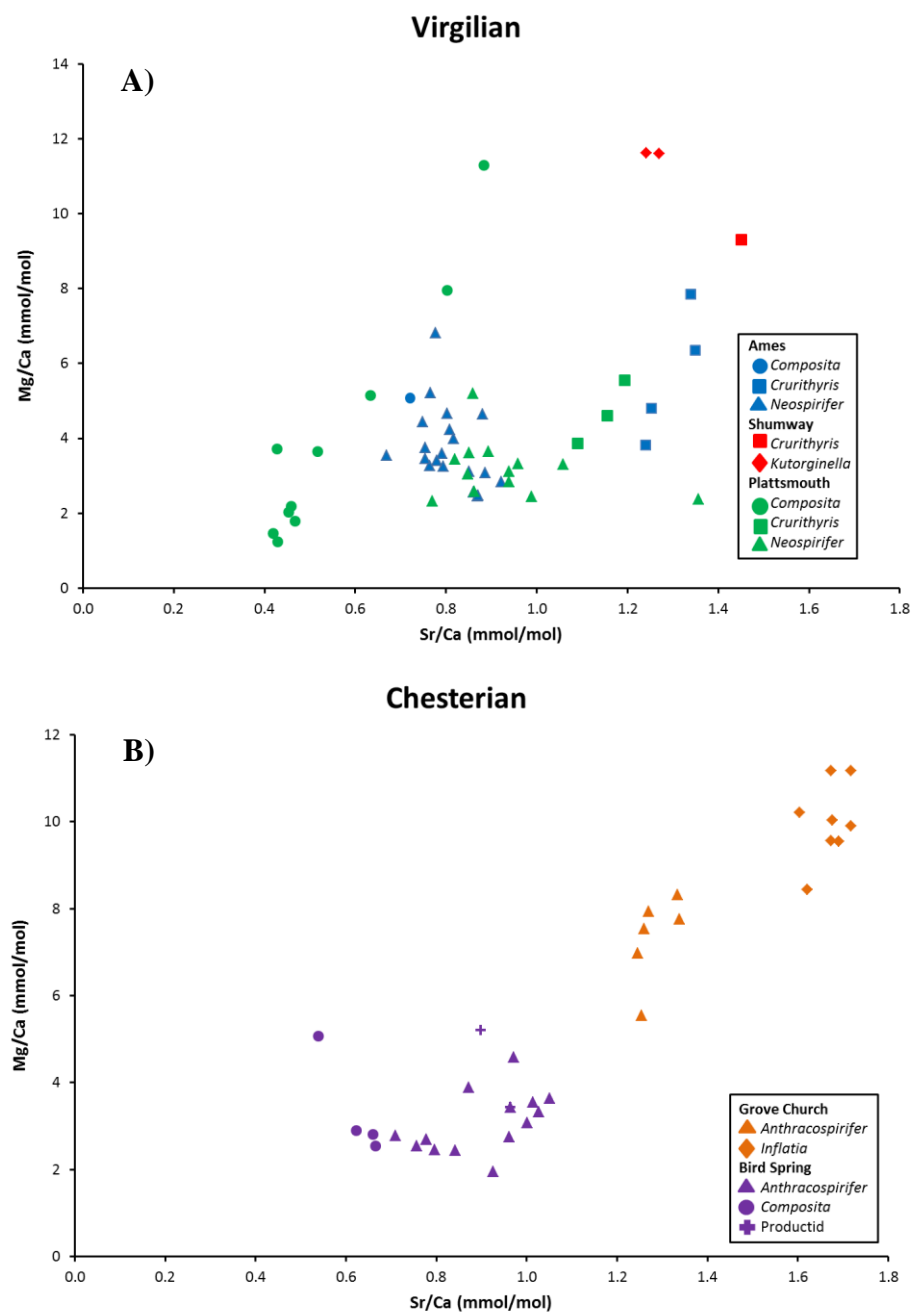 Virgilian
A)
14
12
10
8
6
4
2
0
Mg/Ca (mmol/mol)
0.0 0.2 0.4 0.6 0.8 1.0 1.2 1.4 1.6 1.8
Sr/Ca (mmol/mol)
Ames
Composita
Crurithyris
Neospirifer
Shumway
Crurithyris
Kutorginella
Plattsmouth
Composita
Crurithyris
Neospirifer
Chesterian
B)
12
10
8
6
4
2
0
Mg/Ca (mmol/mol)
0.0 0.2 0.4 0.6 0.8 1.0 1.2 1.4 1.6 1.8
Sr/Ca (mmol/mol)
Grove Church
Anthracospirifer
Inflatia
Bird Spring
Anthracospirifer
Composita
Productid